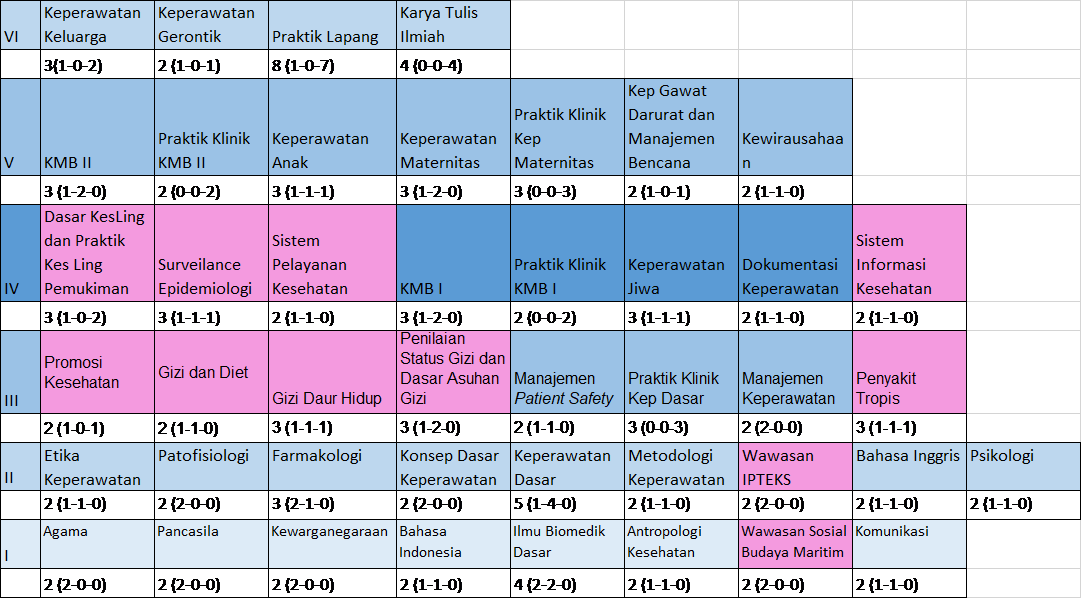 VI Keperawatan Keluarga Keperawatan Gerontik Praktik Lapang Karya Tulis Ilmiah
3(1-0-2) 2 (1-0-1) 8 (1-0-7) 4 (0-0-4)
V KMB II Praktik Klinik KMB II Keperawatan Anak Keperawatan Maternitas Praktik Klinik Kep Maternitas Kep Gawat Darurat dan Manajemen Bencana Kewirausahaan
3 (1-2-0) 2 (0-0-2) 3 (1-1-1) 3 (1-2-0) 3 (0-0-3) 2 (1-0-1) 2 (1-1-0)
IV Dasar KesLing dan Praktik Kes Ling Pemukiman Surveilance Epidemiologi Sistem Pelayanan Kesehatan KMB I Praktik Klinik KMB I Keperawatan Jiwa Dokumentasi Keperawatan Sistem Informasi Kesehatan
3 (1-0-2) 3 (1-1-1) 2 (1-1-0) 3 (1-2-0) 2 (0-0-2) 3 (1-1-1) 2 (1-1-0) 2 (1-1-0)
III Promosi Kesehatan Gizi dan Diet Gizi Daur Hidup Penilaian Status Gizi dan Dasar Asuhan Gizi Manajemen Patient Safety Praktik Klinik Kep Dasar Manajemen Keperawatan Penyakit Tropis
2 (1-0-1) 2 (1-1-0) 3 (1-1-1) 3 (1-2-0) 2 (1-1-0) 3 (0-0-3) 2 (2-0-0) 3 (1-1-1)
II Etika Keperawatan Patofisiologi Farmakologi Konsep Dasar Keperawatan Keperawatan Dasar Metodologi Keperawatan Wawasan IPTEKS Bahasa Inggris Psikologi
2 (1-1-0) 2 (2-0-0) 3 (2-1-0) 2 (2-0-0) 5 (1-4-0) 2 (1-1-0) 2 (2-0-0) 2 (1-1-0) 2 (1-1-0)
I Agama Pancasila Kewarganegaraan Bahasa Indonesia Ilmu Biomedik Dasar Antropologi Kesehatan Wawasan Sosial Budaya Maritim Komunikasi
2 (2-0-0) 2 (2-0-0) 2 (2-0-0) 2 (1-1-0) 4 (2-2-0) 2 (1-1-0) 2 (2-0-0) 2 (1-1-0)